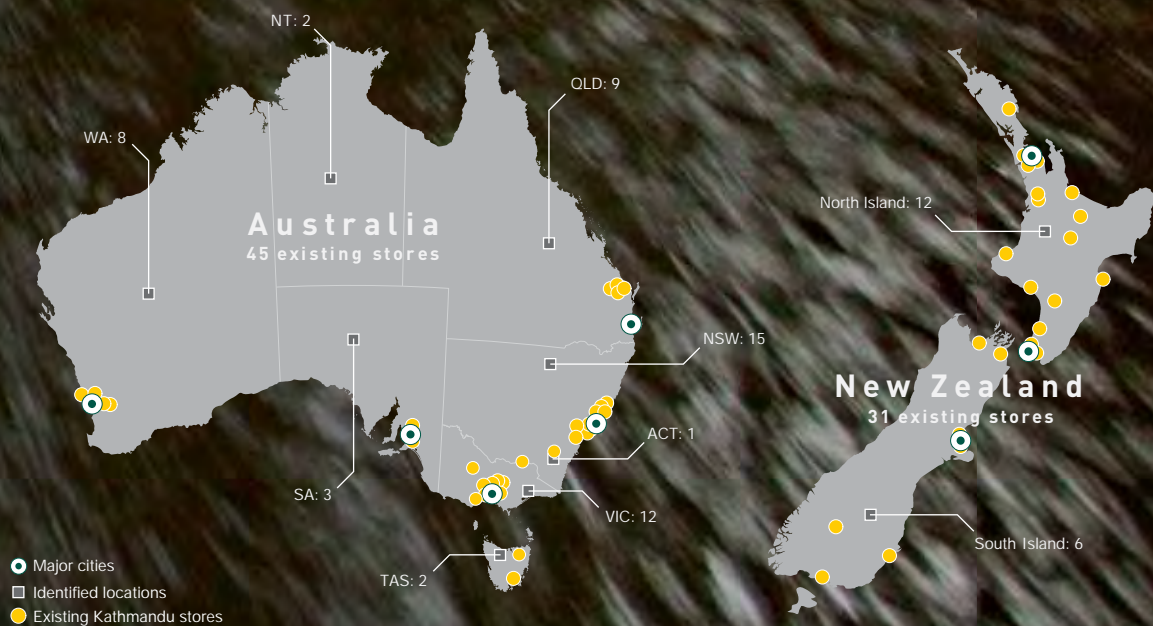 NT: 2
QLD: 9
WA: 8
North Island: 12
Australia
45 existing stores
NSW: 15
New Zealand
31 existing stores
ACT: 1
SA: 3
VIC: 12
South Island: 6
TAS: 2
Major cities
Identified locations
Existing Kathmandu stores